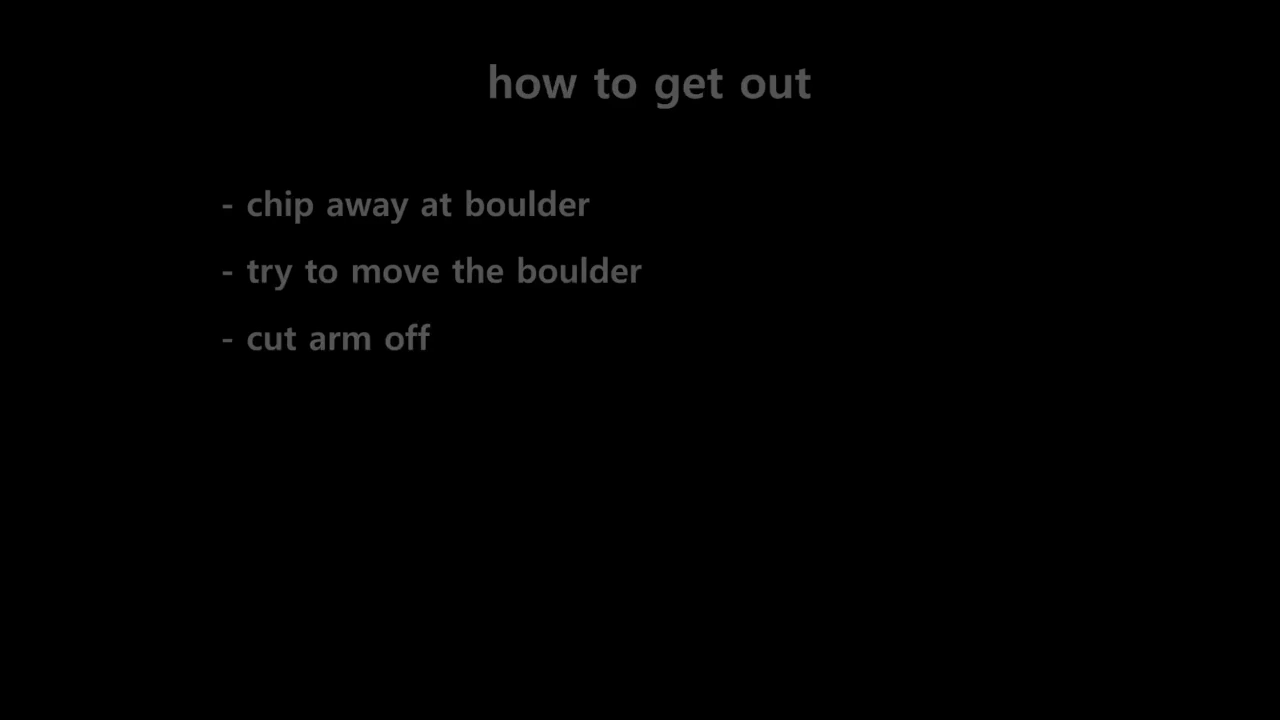 how to get out
- chip away at boulder
- try to move the boulder
- cut arm off